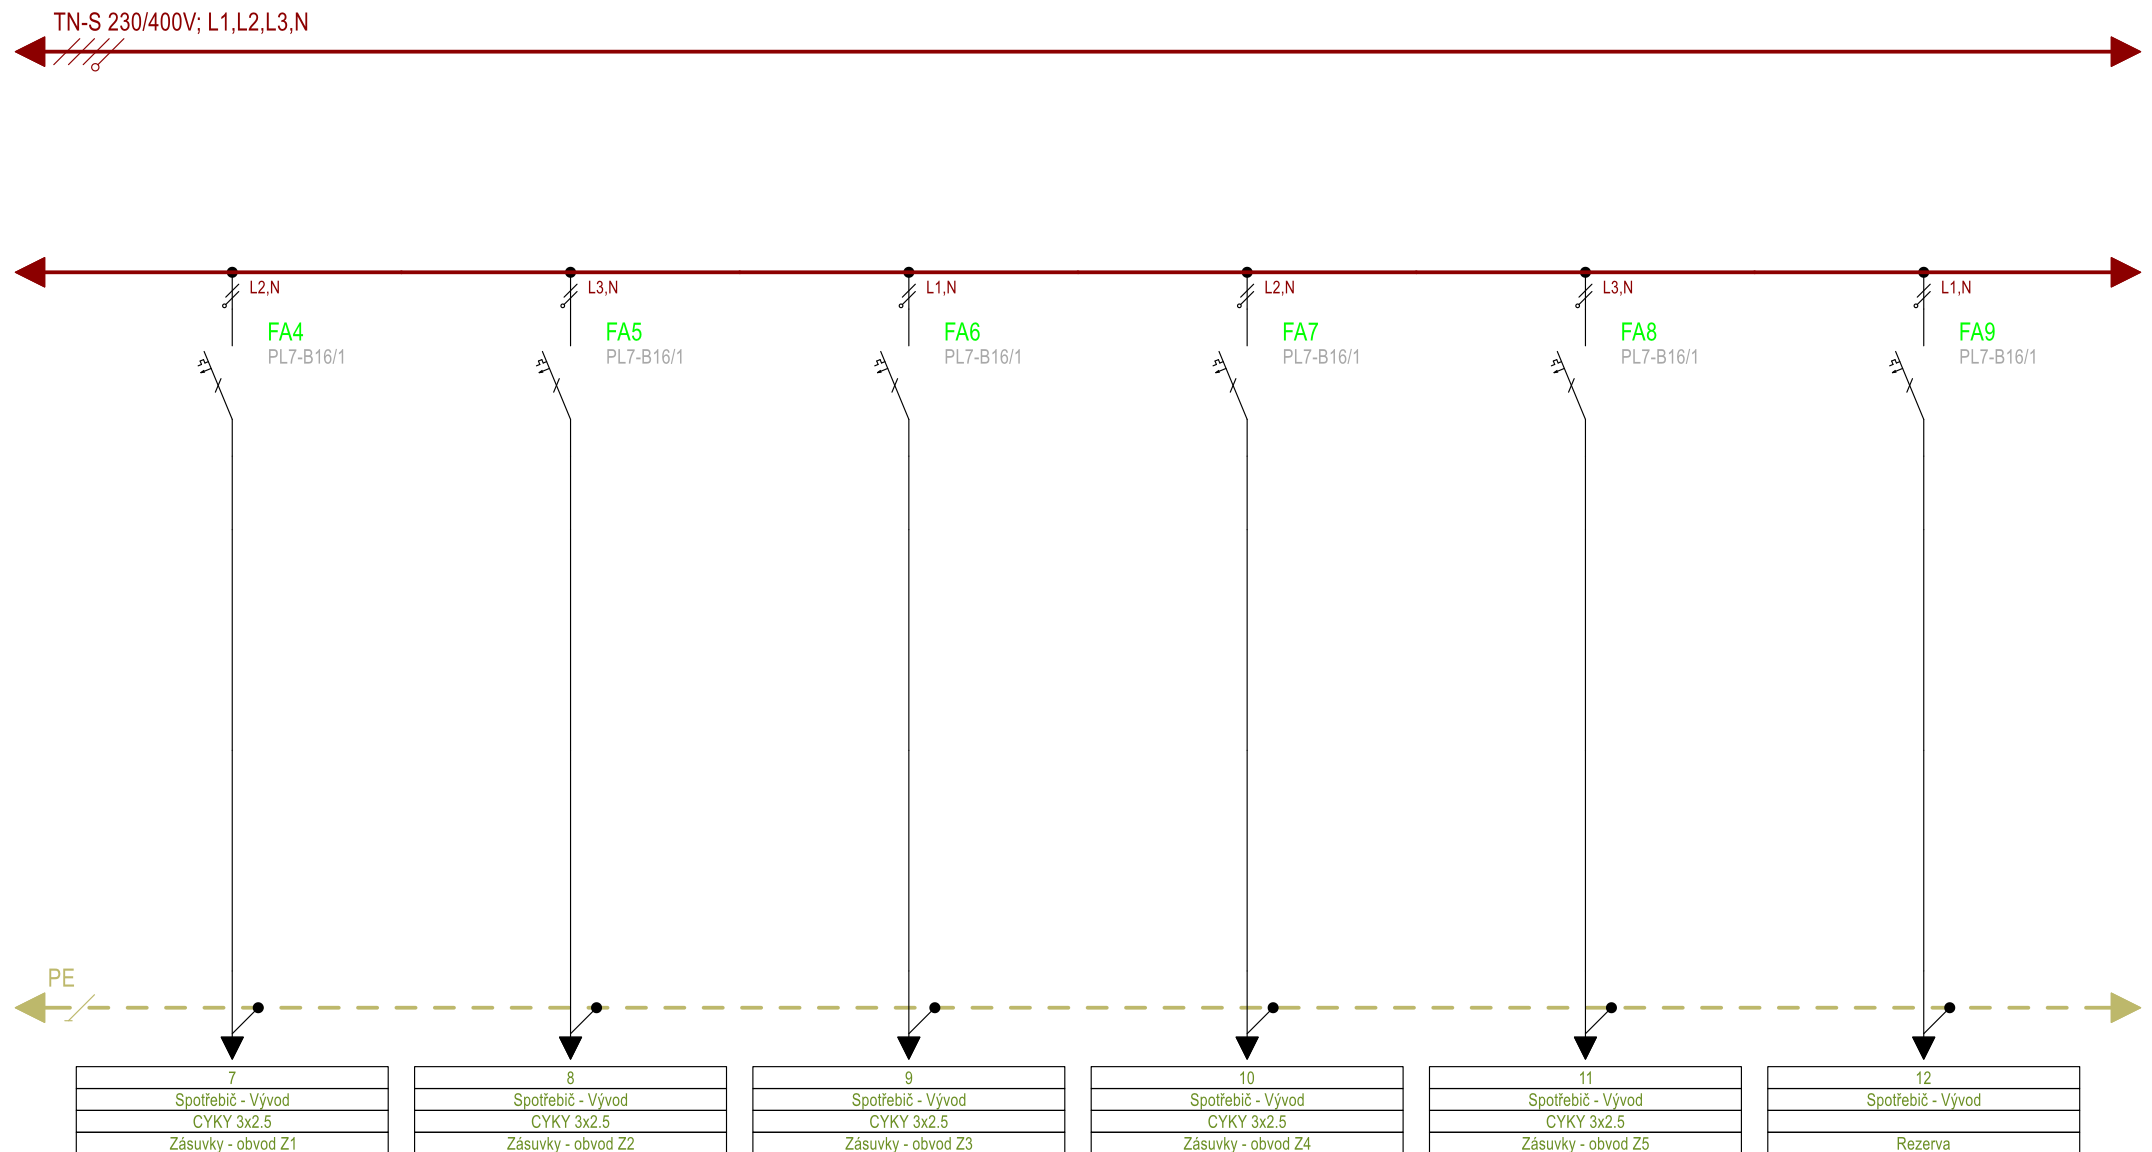 TN-S 230/400V; L1,L2,L3,N
L2,N
L3,N
L1,N
L2,N
L3,N
L1,N
FA4
FA5
FA6
FA7
FA8
FA9
PL7-B16/1
PL7-B16/1
PL7-B16/1
PL7-B16/1
PL7-B16/1
PL7-B16/1
PE
7
8
9
10
11
12
Spotřebič - Vývod
Spotřebič - Vývod
Spotřebič - Vývod
Spotřebič - Vývod
Spotřebič - Vývod
Spotřebič - Vývod
CYKY 3x2.5
CYKY 3x2.5
CYKY 3x2.5
CYKY 3x2.5
CYKY 3x2.5
Zásuvky - obvod Z1
Zásuvky - obvod Z2
Zásuvky - obvod Z3
Zásuvky - obvod Z4
Zásuvky - obvod Z5
Rezerva